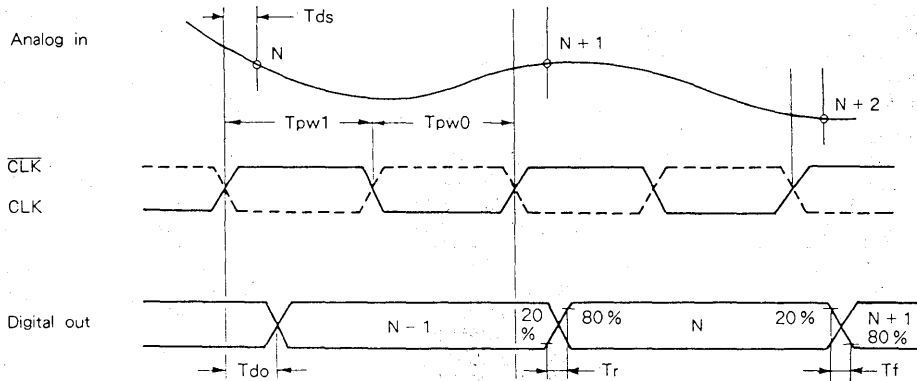 Tds
Analog in
N
N + 1
N + 2
Tpw1
Tpw0
CLK
CLK
Digital out
N - 1
20 %
80 %
N
20 %
N + 1
80 %
Tdo
Tr
Tf